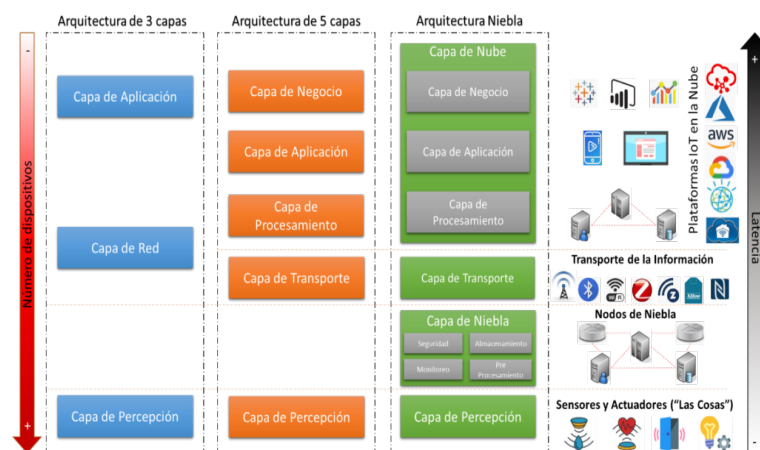 Arquitectura de 3 capas
Arquitectura de 5 capas
Arquitectura Niebla
-
+
Número de dispositivos
Capa de Aplicación
Capa de Red
Capa de Percepción
Capa de Negocio
Capa de Aplicación
Capa de
Procesamiento
Capa de Transporte
Capa de Percepción
Capa de Nube
Capa de Negocio
Capa de Aplicación
Capa de
Procesamiento
Capa de Transporte
Capa de Niebla
Seguridad
Almacenamiento
Monitoreo
Pre
Procesamiento
Capa de Percepción
Plataformas IoT en la Nube
aws
Transporte de la Información
WiFi
XBee
Nodos de Niebla
Sensores y Actuadores (“Las Cosas”)
+
Latencia
-